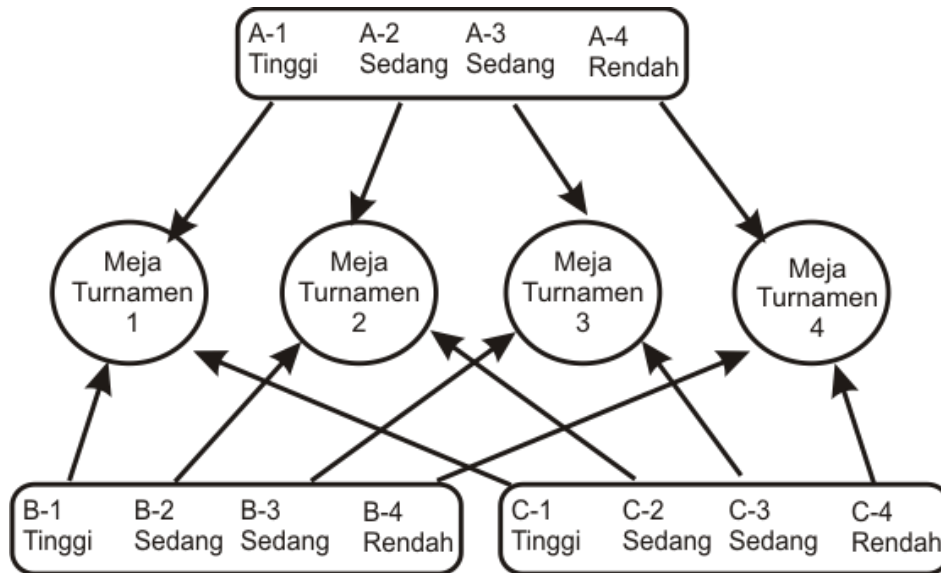 A-1 A-2 A-3 A-4
Tinggi Sedang Sedang Rendah
Meja
Turnamen
1
Meja
Turnamen
2
Meja
Turnamen
3
Meja
Turnamen
4
B-1 B-2 B-3 B-4
Tinggi Sedang Sedang Rendah
C-1 C-2 C-3 C-4
Tinggi Sedang Sedang Rendah